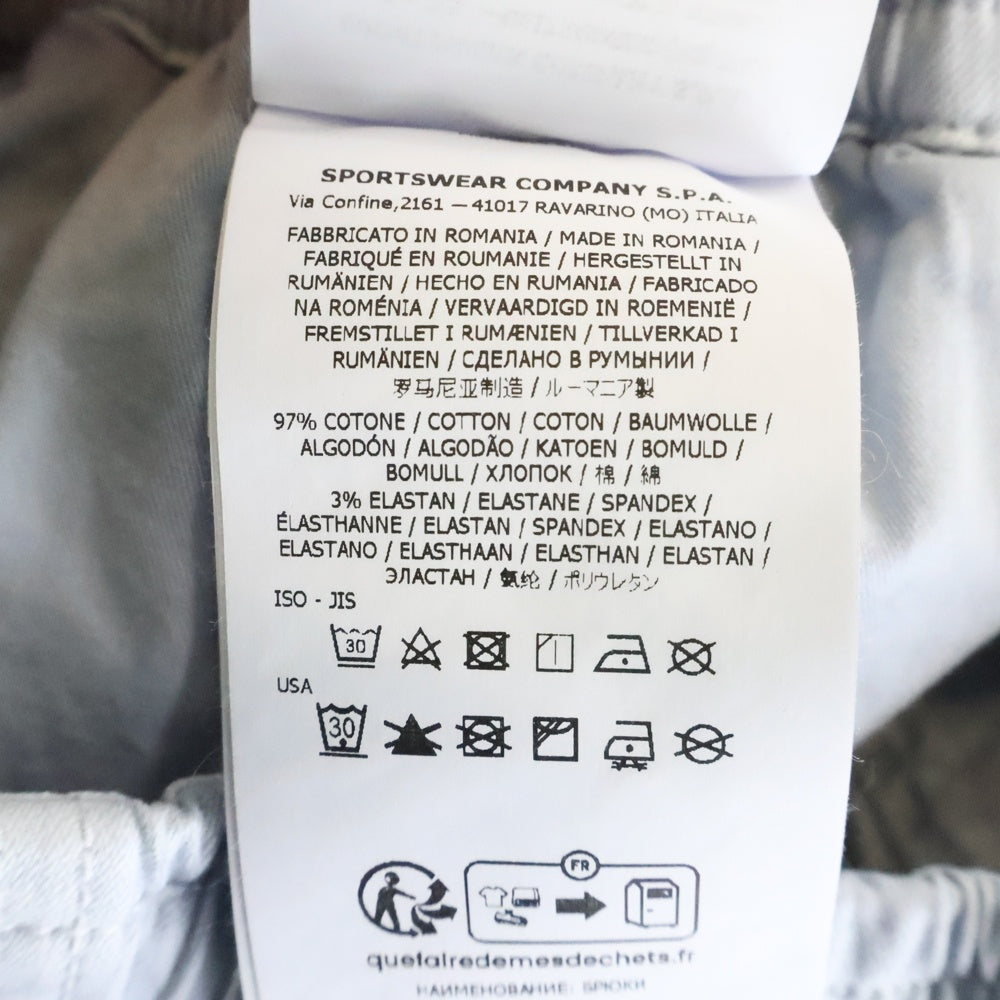 SPORTSWEAR COMPANY S.P.A.
Via Confine,2161 — 41017 RAVARINO (MO) ITALIA
FABBRICATO IN ROMANIA / MADE IN ROMANIA /
FABRIQUÉ EN ROUMANIE / HERGESTELLT IN
RUMÄNIEN / HECHO EN RUMANIA / FABRICADO
NA ROMÉNIA / VERVAARDIGD IN ROEMENIË /
FREMSTILLET I RUMÆNIEN / TILLVERKAD I
RUMÄNIEN / СДЕЛАНО В РУМЫНИИ /
罗马尼亚制造 / ルーマニア製
97% COTONE / COTTON / COTON / BAUMWOLLE /
ALGODÓN / ALGODÃO / KATOEN / BOMULD /
BOMULL / ХЛОПОК / 棉 / 綿
3% ELASTAN / ELASTANE / SPANDEX /
ÉLASTHANNE / ELASTAN / SPANDEX / ELASTANO /
ELASTANO / ELASTHAAN / ELASTHAN / ELASTAN /
ЭЛАСТАН / 氨纶 / ポリウレタン
ISO - JIS
30
USA
30
FR
quefairedemesdechets.fr
НАИМЕНОВАНИЕ: БРЮКИ